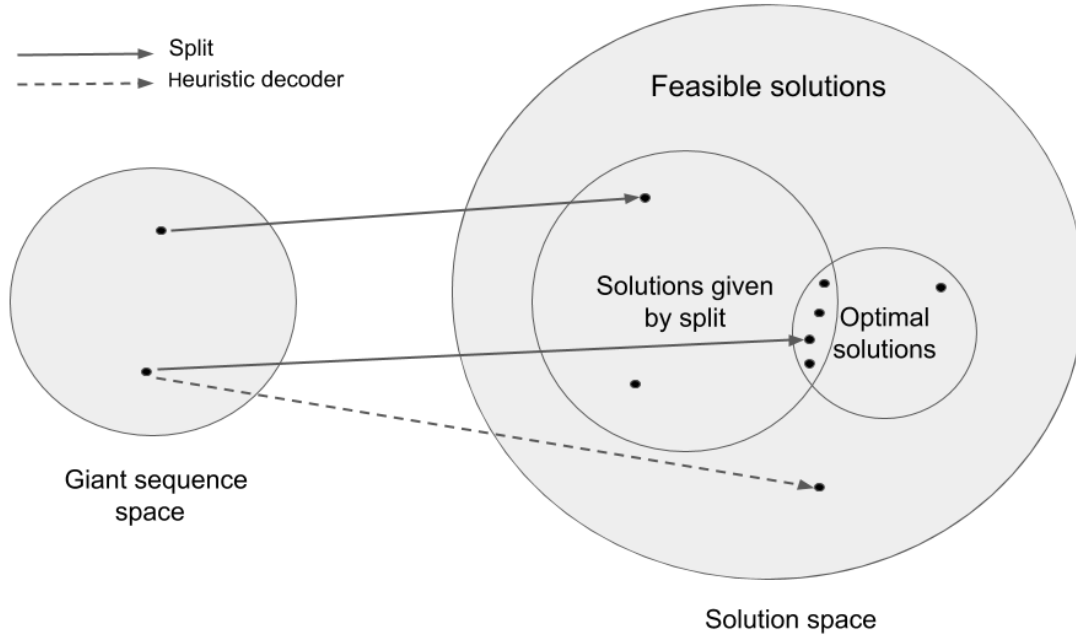 Split
Heuristic decoder
Feasible solutions
Solutions given
by split
Optimal
solutions
Giant sequence
space
Solution space